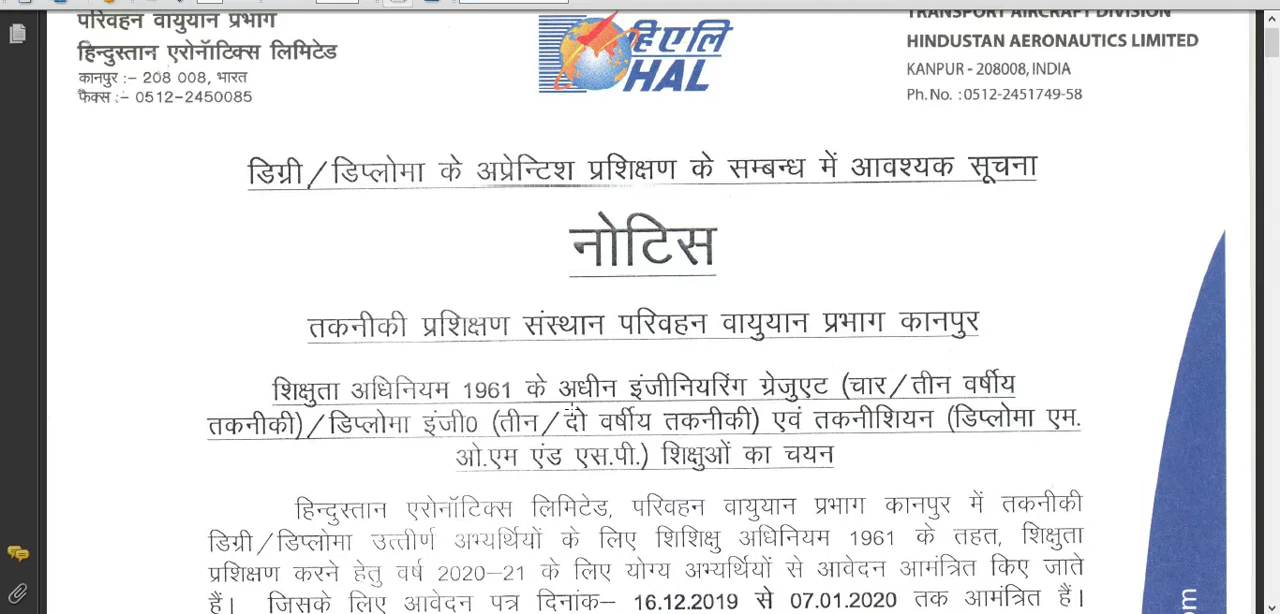 परिवहन वायुयान प्रभाग
हिन्दुस्तान एरोनॉटिक्स लिमिटेड
कानपुर :– 208 008, भारत
फैक्स :– 0512-2450085
हिएलि
HAL
TRANSPORT AIRCRAFT DIVISION
HINDUSTAN AERONAUTICS LIMITED
KANPUR - 208008, INDIA
Ph. No. :0512-2451749-58
डिग्री/डिप्लोमा के अप्रेन्टिश प्रशिक्षण के सम्बन्ध में आवश्यक सूचना
नोटिस
तकनीकी प्रशिक्षण संस्थान परिवहन वायुयान प्रभाग कानपुर
शिक्षुता अधिनियम 1961 के अधीन इंजीनियरिंग ग्रेजुएट (चार/तीन वर्षीय
तकनीकी)/डिप्लोमा इंजी0 (तीन/दो वर्षीय तकनीकी) एवं तकनीशियन (डिप्लोमा एम.
ओ.एम एंड एस.पी.) शिक्षुओं का चयन
हिन्दुस्तान एरोनॉटिक्स लिमिटेड, परिवहन वायुयान प्रभाग कानपुर में तकनीकी
डिग्री/डिप्लोमा उत्तीर्ण अभ्यर्थियों के लिए शिशिक्षु अधिनियम 1961 के तहत, शिक्षुता
प्रशिक्षण करने हेतु वर्ष 2020–21 के लिए योग्य अभ्यर्थियों से आवेदन आमंत्रित किए जाते
हैं। जिसके लिए आवेदन पत्र दिनांक– 16.12.2019 से 07.01.2020 तक आमंत्रित हैं।
om